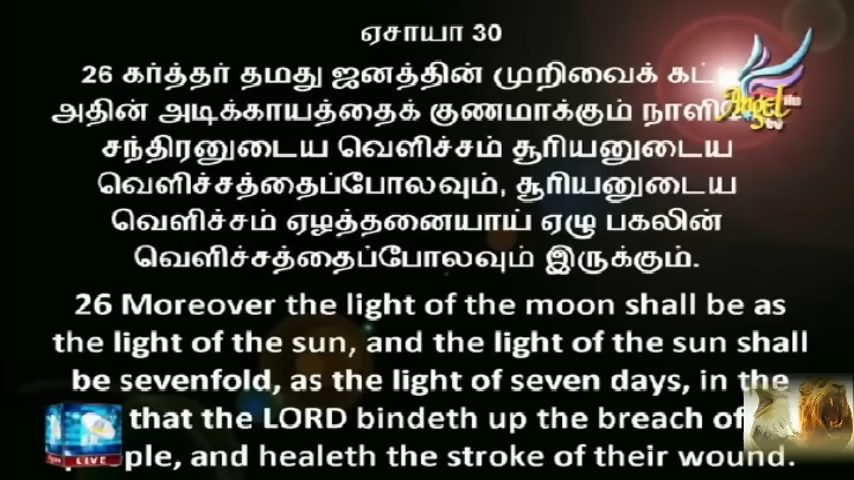 ஏசாயா 30
26 கர்த்தர் தமது ஜனத்தின் முறிவைக்
அதின் அடிக்காயத்தைக் குணமாக்கும்
சந்திரனுடைய வெளிச்சம் சூரியனுடைய
வெளிச்சத்தைப்போலவும், சூரியனுடைய
வெளிச்சம் ஏழத்தனையாய் ஏழு பகலின்
வெளிச்சத்தைப்போலவும் இருக்கும்.
26 Moreover the light of the moon shall be as
the light of the sun, and the light of the sun shall
be sevenfold, as the light of seven days, in the
that the LORD bindeth up the breach of
and healeth the stroke of their wound.
Angel
tv
LIVE